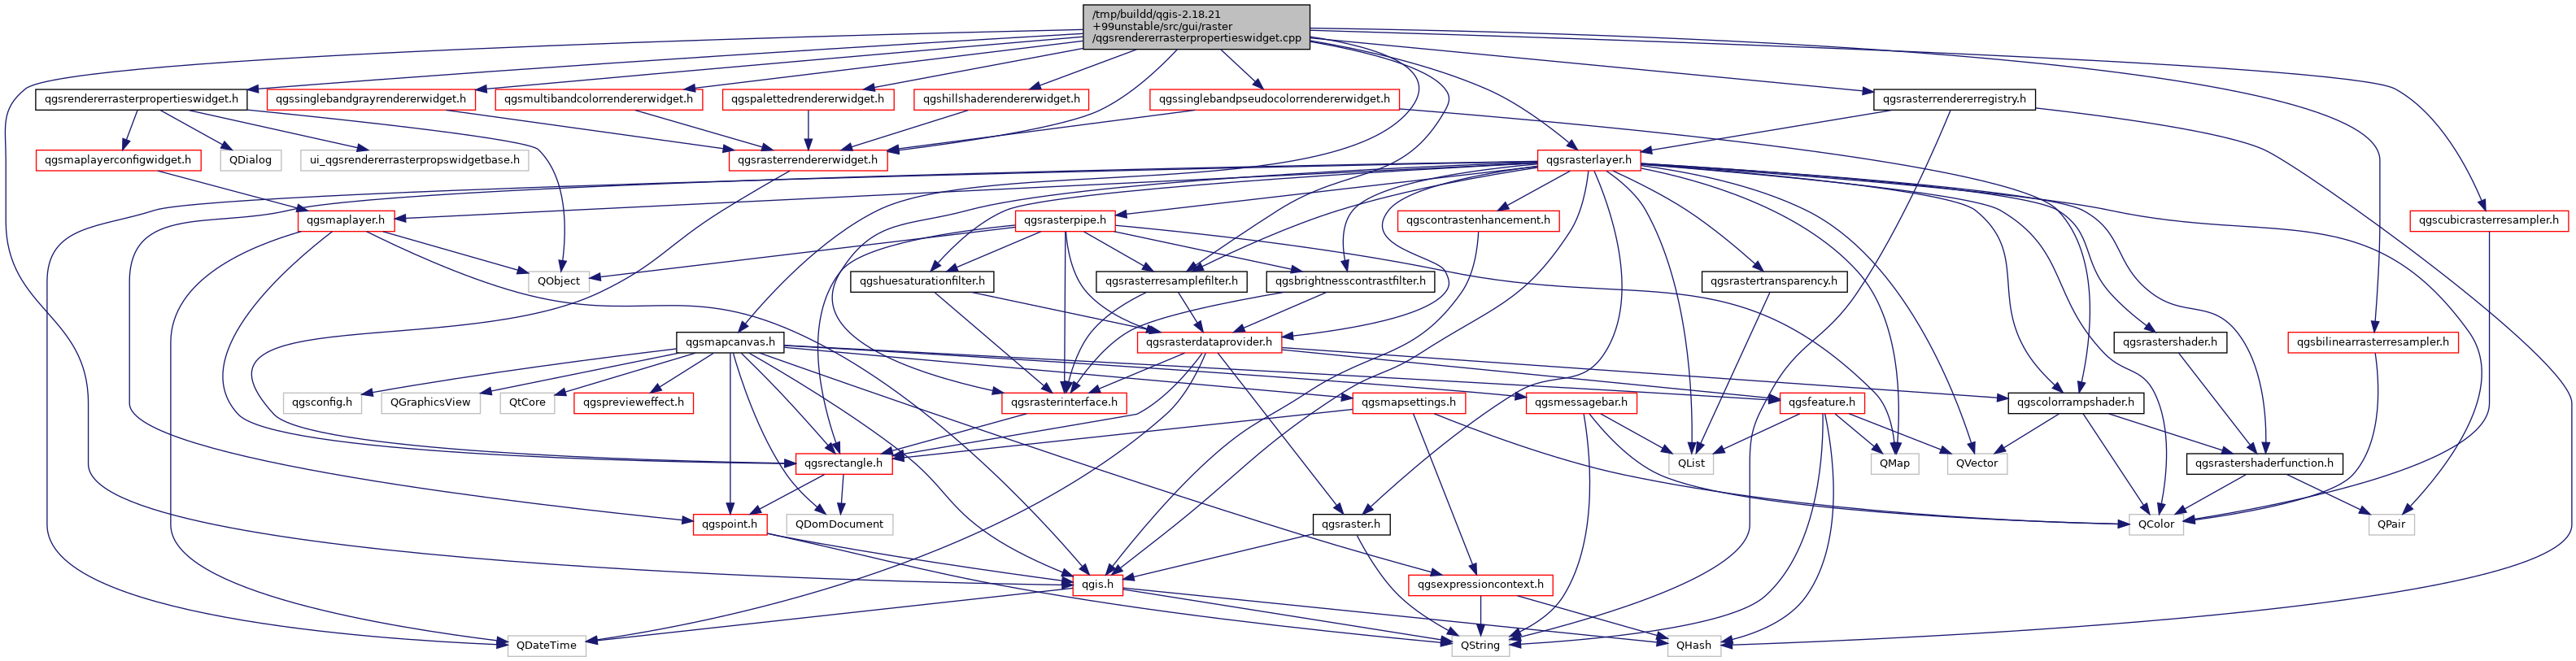 /tmp/buildd/qgis-2.18.21
+99unstable/src/gui/raster
/qgsrendererrasterpropertieswidget.cpp
qgsrendererrasterpropertieswidget.h
qgssinglebandgrayrendererwidget.h
qgsmultibandcolorrendererwidget.h
qgspalettedrendererwidget.h
qgshillshaderendererwidget.h
qgssinglebandpseudocolorrendererwidget.h
qgsrasterrendererregistry.h
qgsmaplayerconfigwidget.h
QDialog
ui_qgsrendererrasterpropswidgetbase.h
qgsrasterrendererwidget.h
qgsrasterlayer.h
qgsmaplayer.h
qgsrasterpipe.h
qgscontrastenhancement.h
qgscubicrasterresampler.h
QObject
qgshuesaturationfilter.h
qgsrasterresamplefilter.h
qgsbrightnesscontrastfilter.h
qgsrastertransparency.h
qgsmapcanvas.h
qgsrasterdataprovider.h
qgsrastershader.h
qgsbilinearrasterresampler.h
qgsconfig.h
QGraphicsView
QtCore
qgsprevieweffect.h
qgsrasterinterface.h
qgsmapsettings.h
qgsmessagebar.h
qgsfeature.h
qgscolorrampshader.h
qgsrectangle.h
QList
QMap
QVector
qgsrastershaderfunction.h
qgspoint.h
QDomDocument
qgsraster.h
QColor
QPair
qgis.h
qgsexpressioncontext.h
QDateTime
QString
QHash